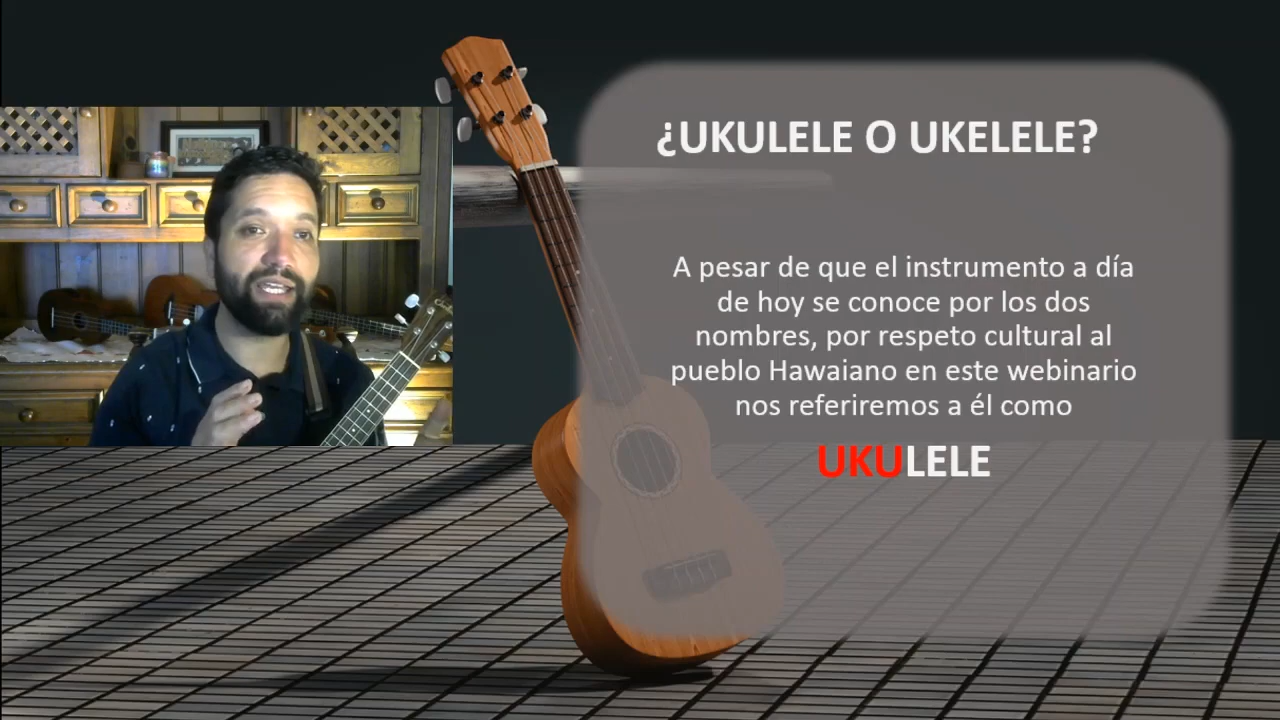 ¿UKULELE O UKELELE?
A pesar de que el instrumento a día
de hoy se conoce por los dos
nombres, por respeto cultural al
pueblo Hawaiano en este webinario
nos referiremos a él como
UKULELE